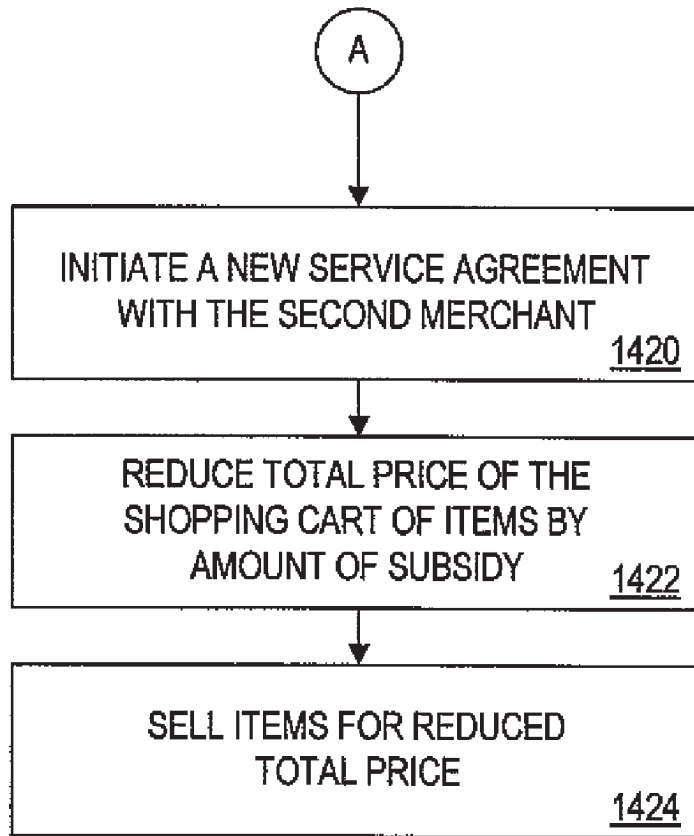 A
INITIATE A NEW SERVICE AGREEMENT
WITH THE SECOND MERCHANT
1420
REDUCE TOTAL PRICE OF THE
SHOPPING CART OF ITEMS BY
AMOUNT OF SUBSIDY
1422
SELL ITEMS FOR REDUCED
TOTAL PRICE
1424